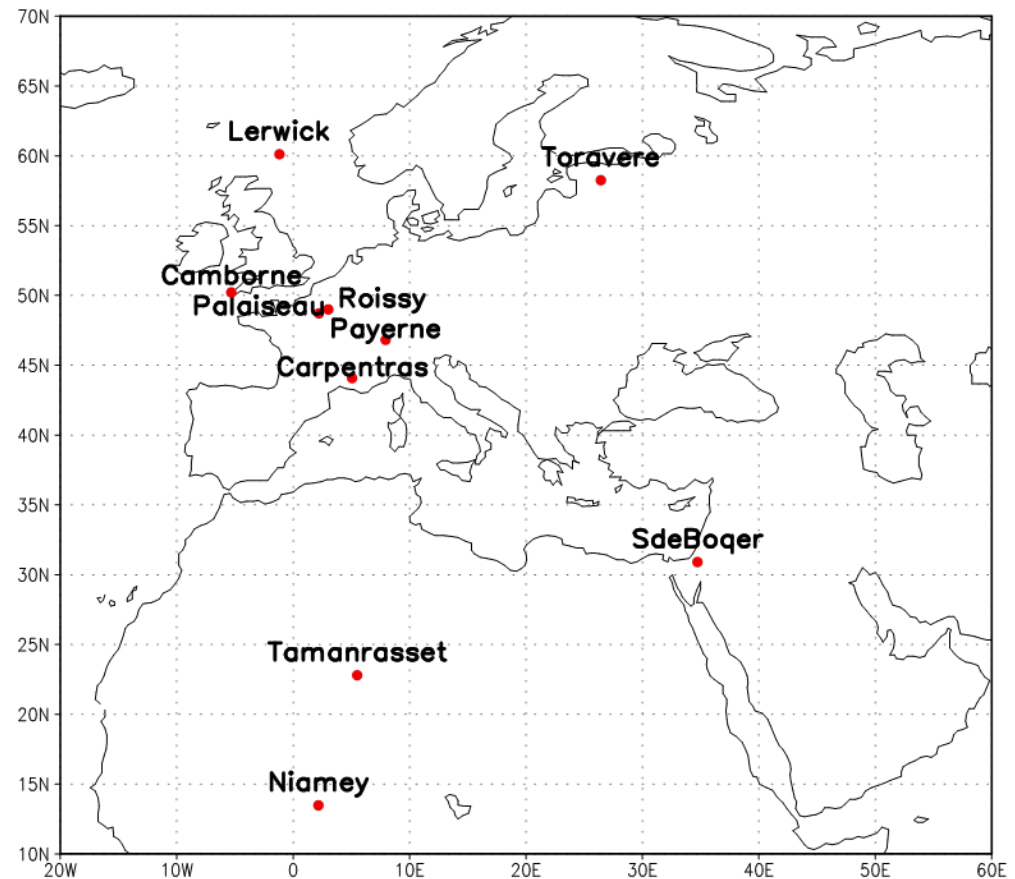 70N
65N
60N
55N
50N
45N
40N
35N
30N
25N
20N
15N
10N
Lerwick
Toravere
Camborne
Palaiseau
Roissy
Payerne
Carpentras
SdeBoqer
Tamanrasset
Niamey
20W 10W 0 10E 20E 30E 40E 50E 60E